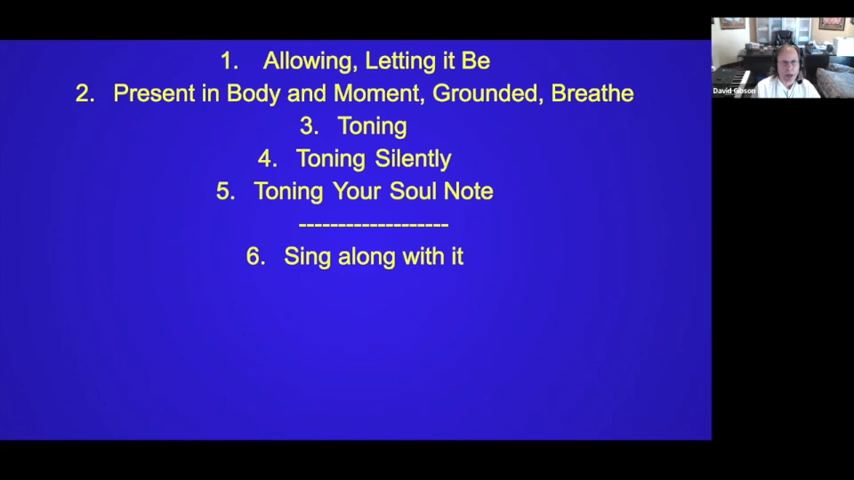 1. Allowing, Letting it Be
2. Present in Body and Moment, Grounded, Breathe
3. Toning
4. Toning Silently
5. Toning Your Soul Note
-------------------
6. Sing along with it
David Gibson